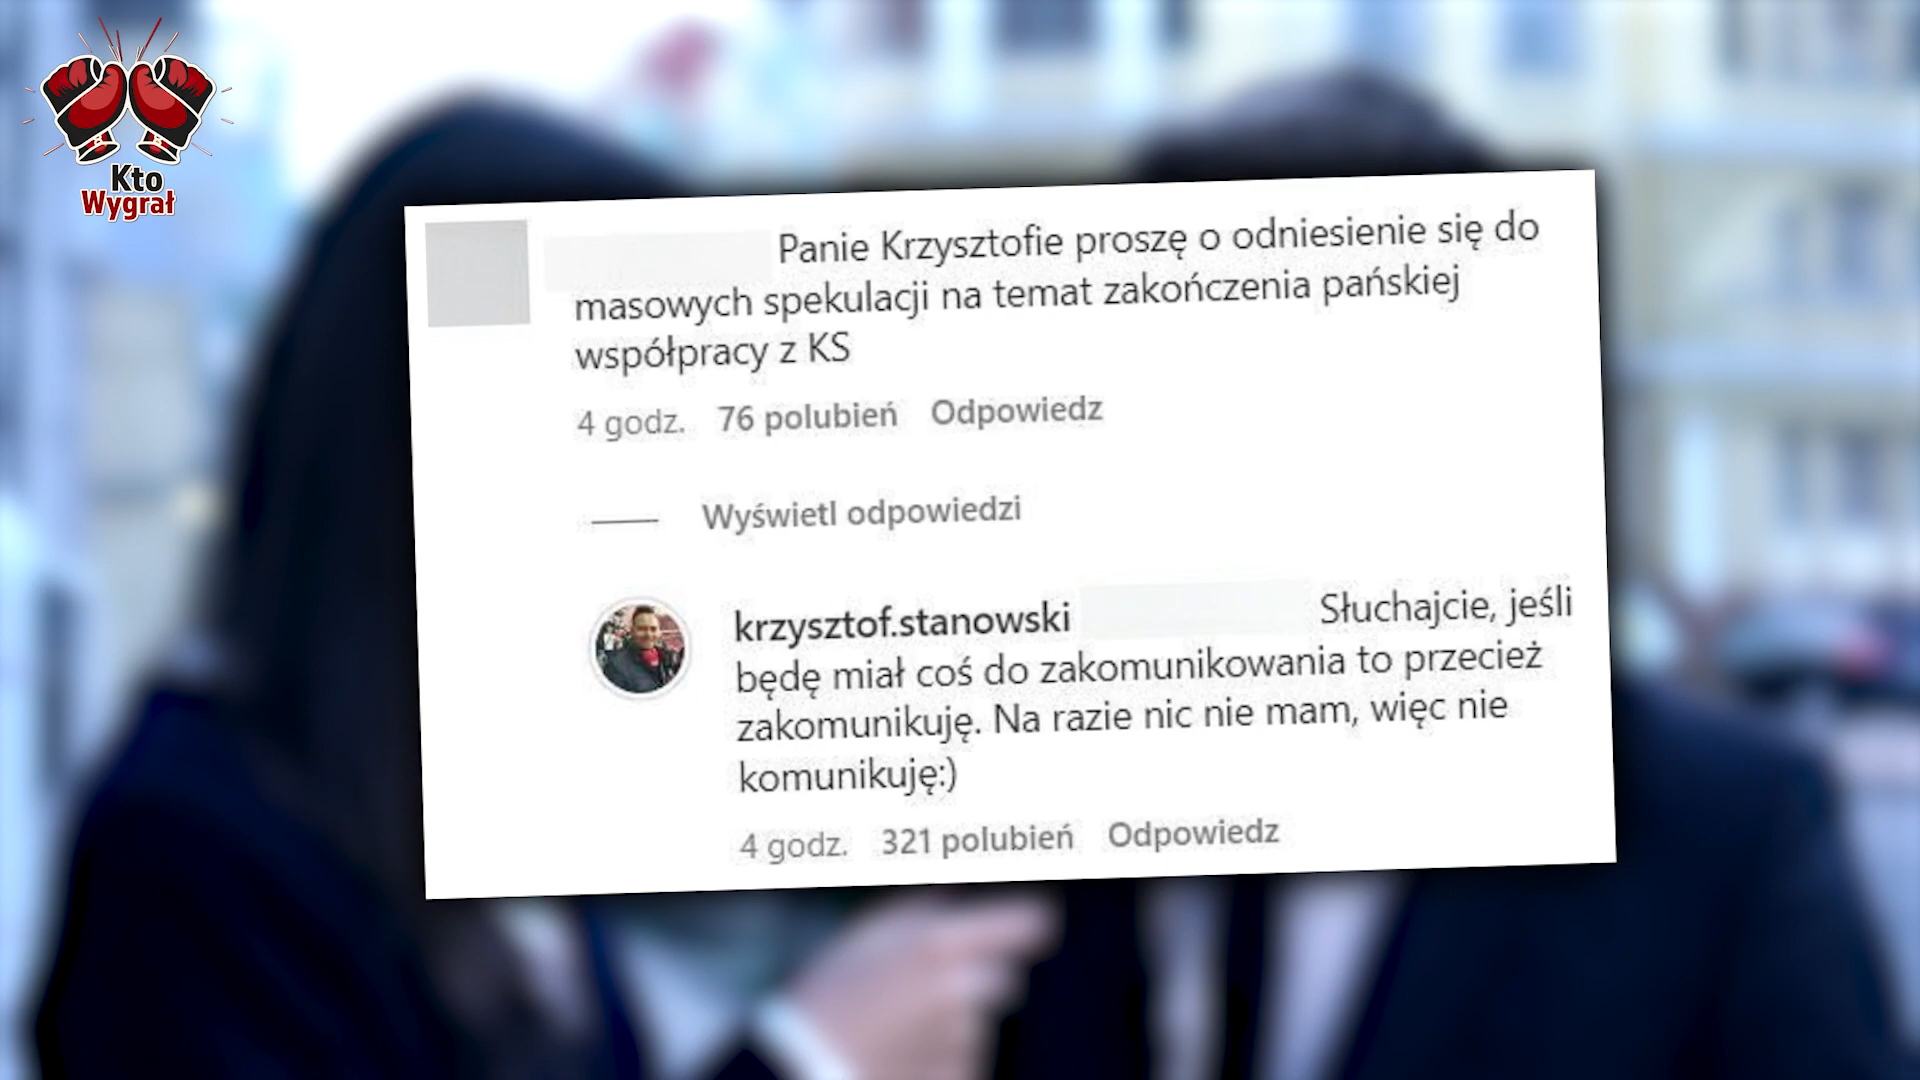 Kto
Wygrał
Panie Krzysztofie proszę o odniesienie się do
masowych spekulacji na temat zakończenia pańskiej
współpracy z KS
4 godz. 76 polubień Odpowiedz
Wyświetl odpowiedzi
krzysztof.stanowski Słuchajcie, jeśli
będę miał coś do zakomunikowania to przecież
zakomunikuję. Na razie nic nie mam, więc nie
komunikuję:)
4 godz. 321 polubień Odpowiedz